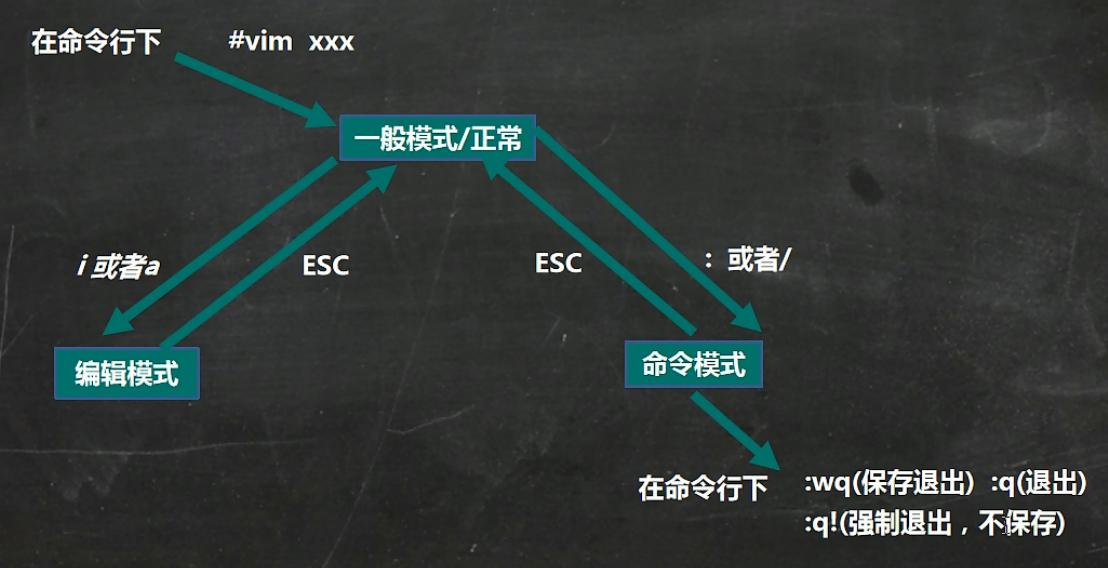 在命令行下 #vim xxx
一般模式/正常
i 或者a
ESC
ESC
：或者/
编辑模式
命令模式
在命令行下
:wq(保存退出) :q(退出)
:q!(强制退出，不保存)